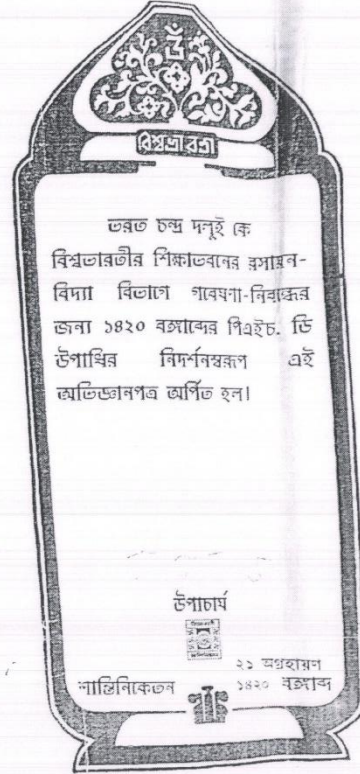 বিশ্বভারতী
ভরত চন্দ্র দলুই কে
বিশ্বভারতীর শিক্ষাভবনের রসায়ন-
বিদ্যা বিভাগে গবেষণা-নিবন্ধের
জন্য ১৪২০ বঙ্গাব্দের পিএইচ. ডি
উপাধির নিদর্শনস্বরূপ এই
অভিজ্ঞানপত্র অর্পিত হল।
উপাচার্য
২১ অগ্রহায়ণ
শান্তিনিকেতন ১৪২০ বঙ্গাব্দ